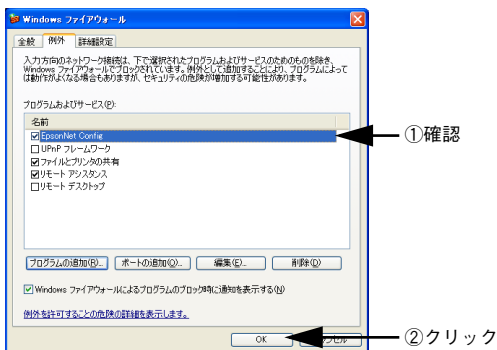 Windows ファイアウォール
全般 例外 詳細設定
入力方向のネットワーク接続は、下で選択されたプログラムおよびサービスのためのものを除き、
Windows ファイアウォールでブロックされています。例外として追加することにより、プログラムによって
は動作がよくなる場合もありますが、セキュリティの危険が増加する可能性があります。
プログラムおよびサービス(P):
名前
EpsonNet Config
①確認
UPnP フレームワーク
ファイルとプリンタの共有
リモート アシスタンス
リモート デスクトップ
プログラムの追加(R)... ポートの追加(O)... 編集(E)... 削除(D)
Windows ファイアウォールによるプログラムのブロック時に通知を表示する(N)
例外を許可することの危険の詳細を表示します。
OK
②クリック